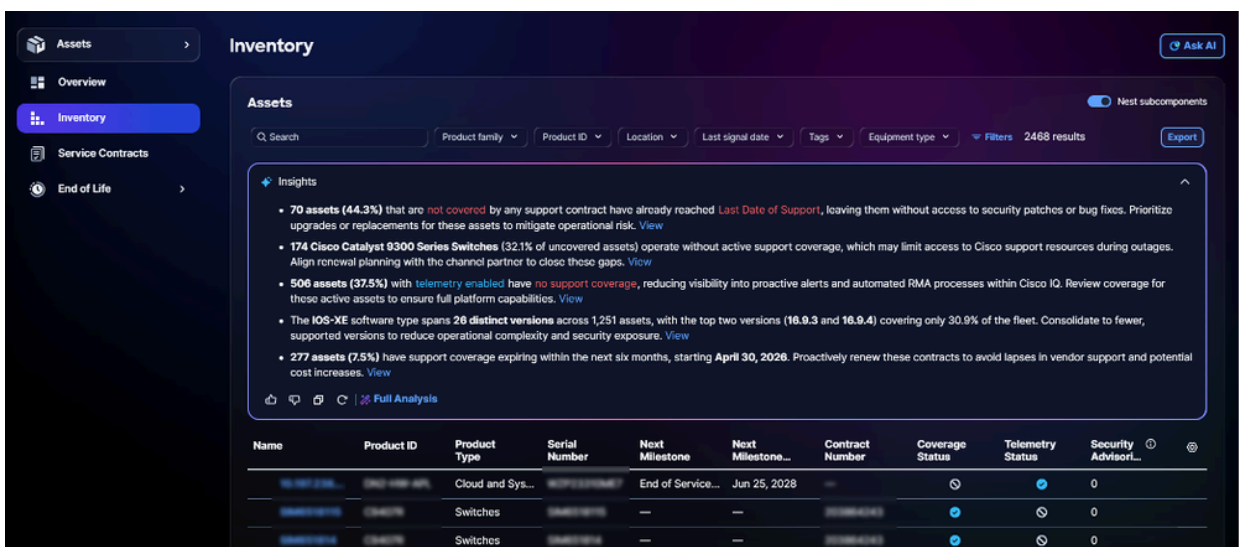 Assets
Overview
Inventory
Service Contracts
End of Life
Inventory
Ask AI
Assets
Nest subcomponents
Search
Product family
Product ID
Location
Last signal date
Tags
Equipment type
Filters
2468 results
Export
Insights
• 70 assets (44.3%) that are not covered by any support contract have already reached Last Date of Support, leaving them without access to security patches or bug fixes. Prioritize
upgrades or replacements for these assets to mitigate operational risk. View
• 174 Cisco Catalyst 9300 Series Switches (32.1% of uncovered assets) operate without active support coverage, which may limit access to Cisco support resources during outages.
Align renewal planning with the channel partner to close these gaps. View
• 506 assets (37.5%) with telemetry enabled have no support coverage, reducing visibility into proactive alerts and automated RMA processes within Cisco IQ. Review coverage for
these active assets to ensure full platform capabilities. View
• The IOS-XE software type spans 26 distinct versions across 1,251 assets, with the top two versions (16.9.3 and 16.9.4) covering only 30.9% of the fleet. Consolidate to fewer,
supported versions to reduce operational complexity and security exposure. View
• 277 assets (7.5%) have support coverage expiring within the next six months, starting April 30, 2026. Proactively renew these contracts to avoid lapses in vendor support and potential
cost increases. View
Full Analysis
Name Product ID Product Type Serial Number Next Milestone Next Milestone... Contract Number Coverage Status Telemetry Status Security Advisori...
Cloud and Sys... End of Service... Jun 25, 2028 — 0
Switches — — 0
Switches — — 0